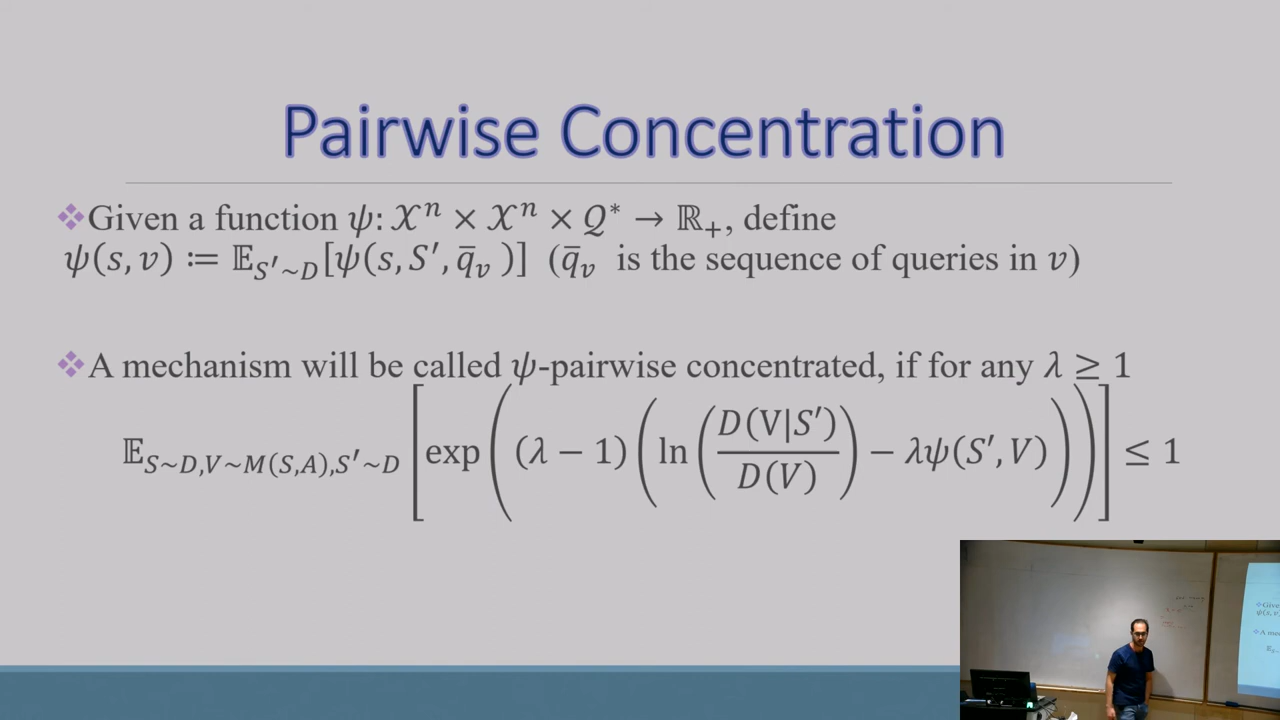 Pairwise Concentration
❖Given a function ψ: 𝒳ⁿ × 𝒳ⁿ × 𝒬* → ℝ₊, define
ψ(s, v) ≔ 𝔼_{S′~D}[ψ(s, S′, q̄_v )] (q̄_v is the sequence of queries in v)
❖A mechanism will be called ψ-pairwise concentrated, if for any λ ≥ 1
𝔼_{S~D,V~M(S,A),S′~D} [exp((λ − 1)(ln(D(V|S′)/D(V)) − λψ(S′, V)))] ≤ 1